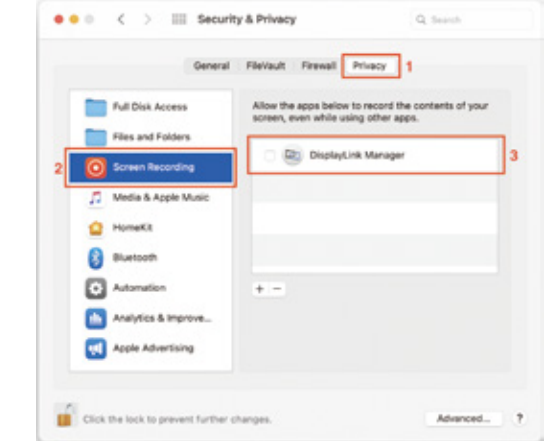 Security & Privacy
Search
General FileVault Firewall Privacy 1
Full Disk Access
Files and Folders
2 Screen Recording
Media & Apple Music
HomeKit
Bluetooth
Automation
Analytics & Improve...
Apple Advertising
Allow the apps below to record the contents of your
screen, even while using other apps.
DisplayLink Manager 3
+ −
Click the lock to prevent further changes.
Advanced... ?